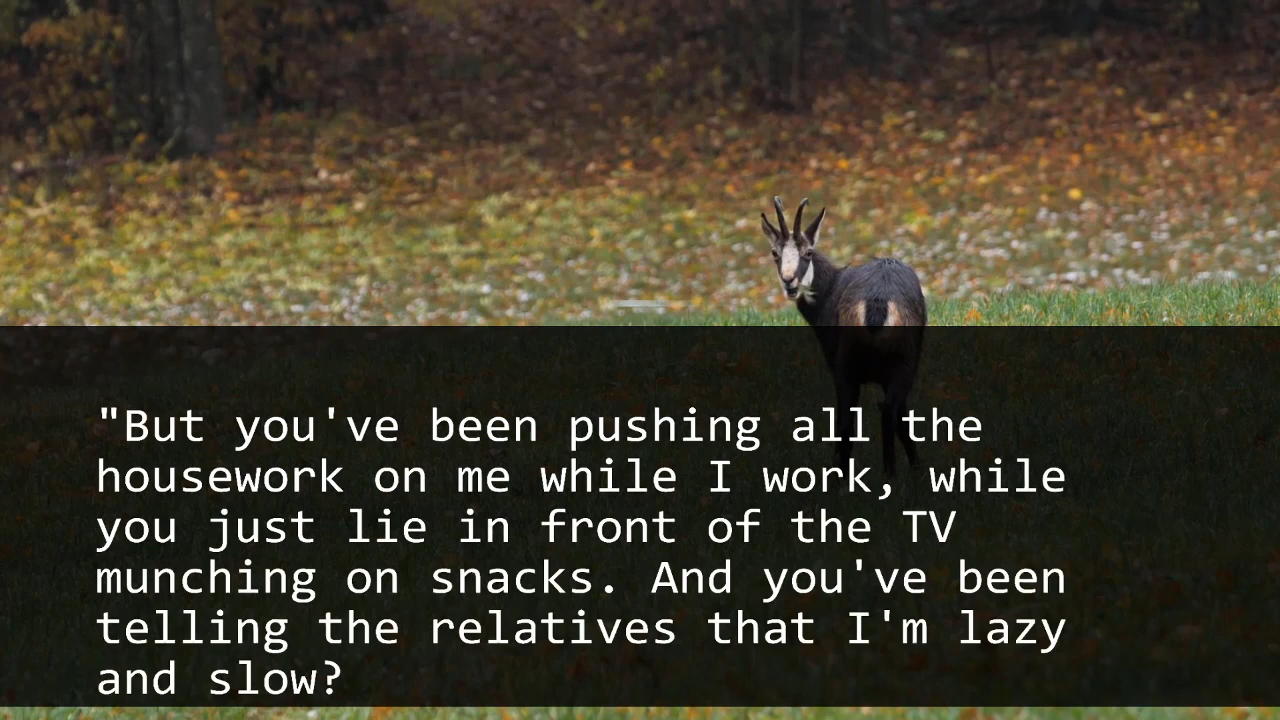 "But you've been pushing all the
housework on me while I work, while
you just lie in front of the TV
munching on snacks. And you've been
telling the relatives that I'm lazy
and slow?